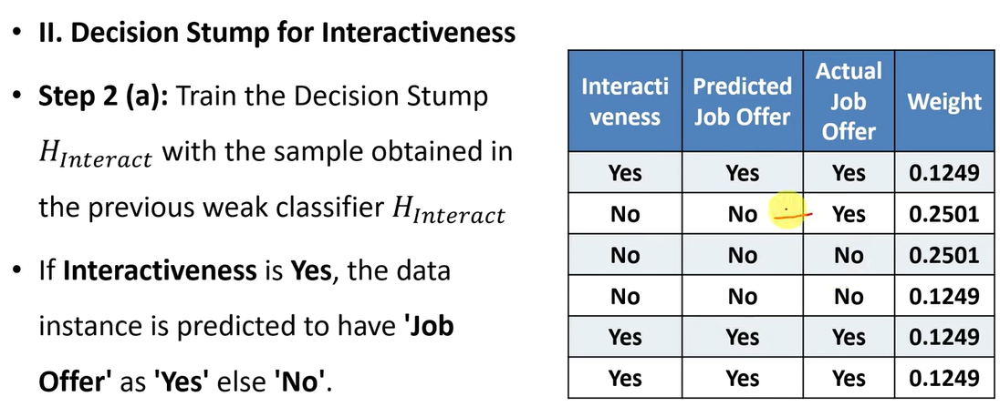 • II. Decision Stump for Interactiveness
• Step 2 (a): Train the Decision Stump
H_Interact with the sample obtained in
the previous weak classifier H_Interact
• If Interactiveness is Yes, the data
instance is predicted to have 'Job
Offer' as 'Yes' else 'No'.
Interacti veness | Predicted Job Offer | Actual Job Offer | Weight
Yes | Yes | Yes | 0.1249
No | No | Yes | 0.2501
No | No | No | 0.2501
No | No | No | 0.1249
Yes | Yes | Yes | 0.1249
Yes | Yes | Yes | 0.1249